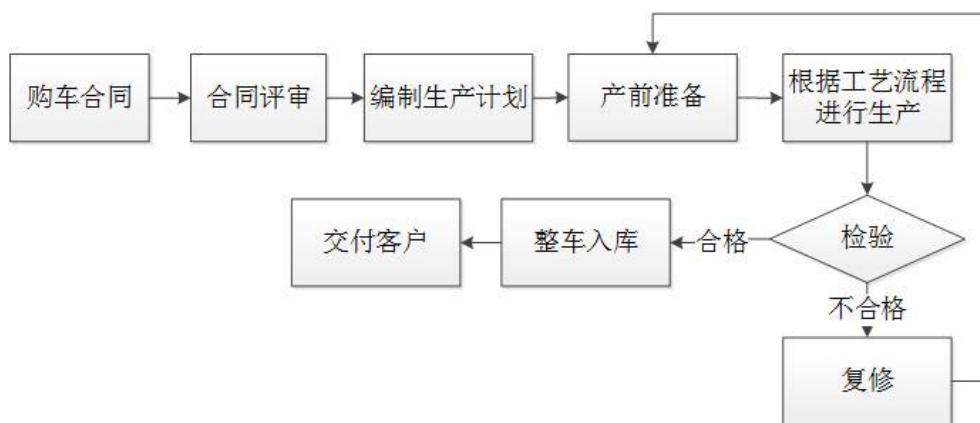 购车合同
合同评审
编制生产计划
产前准备
根据工艺流程
进行生产
交付客户
整车入库
合格
检验
不合格
复修